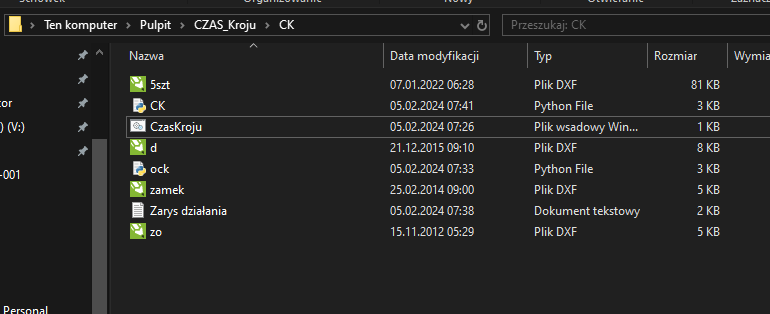 Schowek Organizowanie Nowy Otwieranie Zaznacz
Ten komputer > Pulpit > CZAS_Kroju > CK
Przeszukaj: CK
Nazwa Data modyfikacji Typ Rozmiar Wymia
5szt 07.01.2022 06:28 Plik DXF 81 KB
CK 05.02.2024 07:41 Python File 3 KB
tor
CzasKroju 05.02.2024 07:26 Plik wsadowy Win... 1 KB
) (V:)
d 21.12.2015 09:10 Plik DXF 8 KB
ock 05.02.2024 07:33 Python File 3 KB
-001
zamek 25.02.2014 09:00 Plik DXF 5 KB
Zarys działania 05.02.2024 07:38 Dokument tekstowy 2 KB
zo 15.11.2012 05:29 Plik DXF 5 KB
Personal